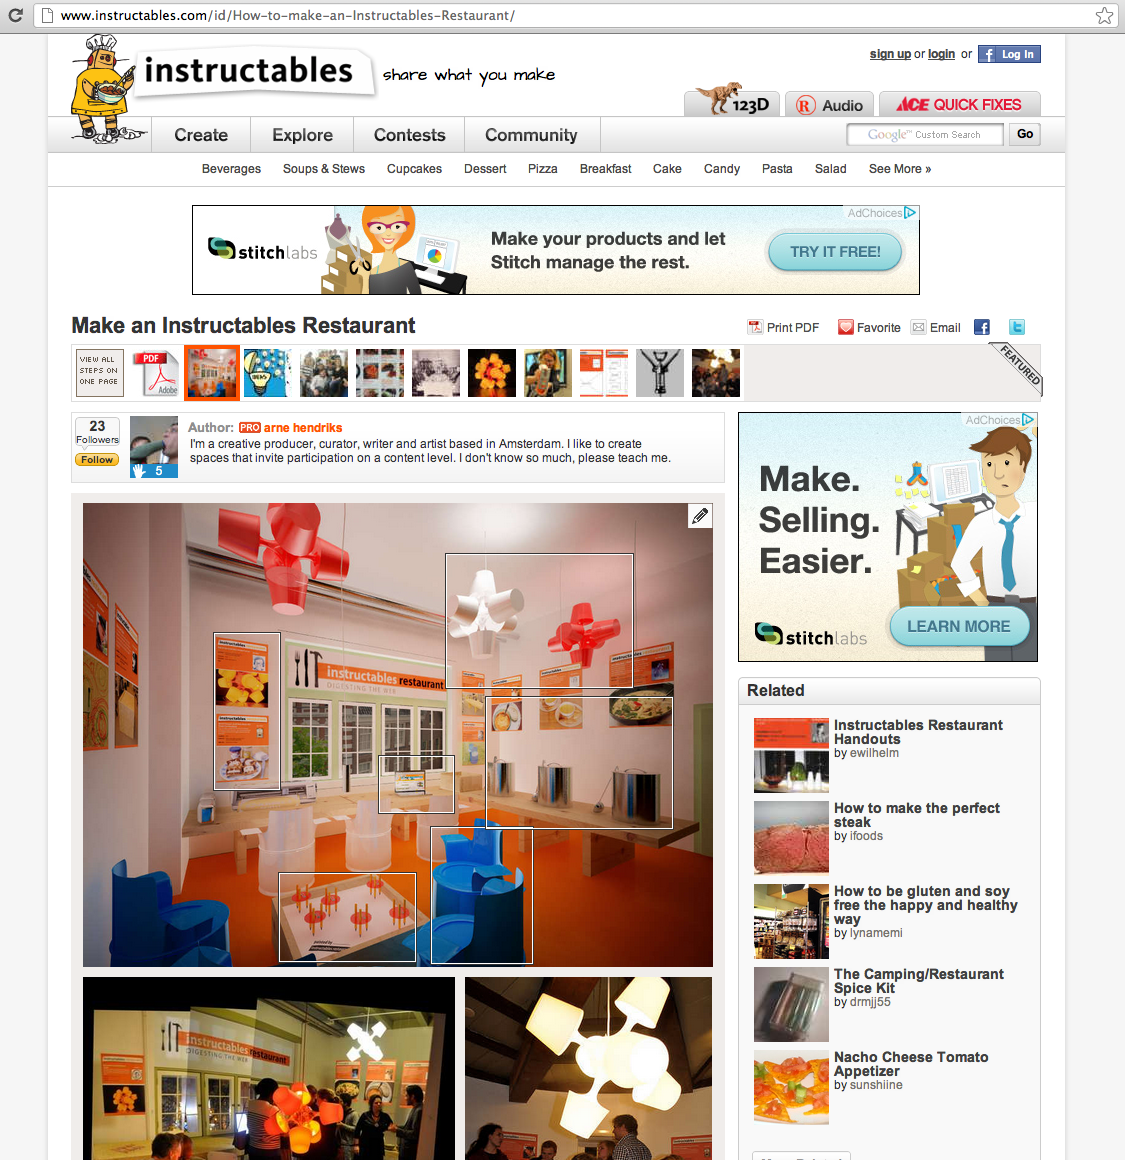 www.instructables.com/id/How-to-make-an-Instructables-Restaurant/
instructables
share what you make
sign up or login or
Log In
123D
Audio
ACE QUICK FIXES
Create
Explore
Contests
Community
Google™ Custom Search
Go
Beverages
Soups & Stews
Cupcakes
Dessert
Pizza
Breakfast
Cake
Candy
Pasta
Salad
See More »
AdChoices
stitchlabs
Make your products and let
Stitch manage the rest.
TRY IT FREE!
Make an Instructables Restaurant
Print PDF
Favorite
Email
VIEW ALL
STEPS ON
ONE PAGE
PDF
Adobe
IDEAS
FEATURED
23
Followers
Follow
5
Author: PRO arne hendriks
I'm a creative producer, curator, writer and artist based in Amsterdam. I like to create
spaces that invite participation on a content level. I don't know so much, please teach me.
AdChoices
Make.
Selling.
Easier.
stitchlabs
LEARN MORE
instructables restaurant
DIGESTING THE WEB
instructables
instructables
Related
Instructables Restaurant
Handouts
by ewilhelm
How to make the perfect
steak
by ifoods
How to be gluten and soy
free the happy and healthy
way
by lynamemi
The Camping/Restaurant
Spice Kit
by drmjj55
Nacho Cheese Tomato
Appetizer
by sunshiine
instructables restaurant
DIGESTING THE WEB